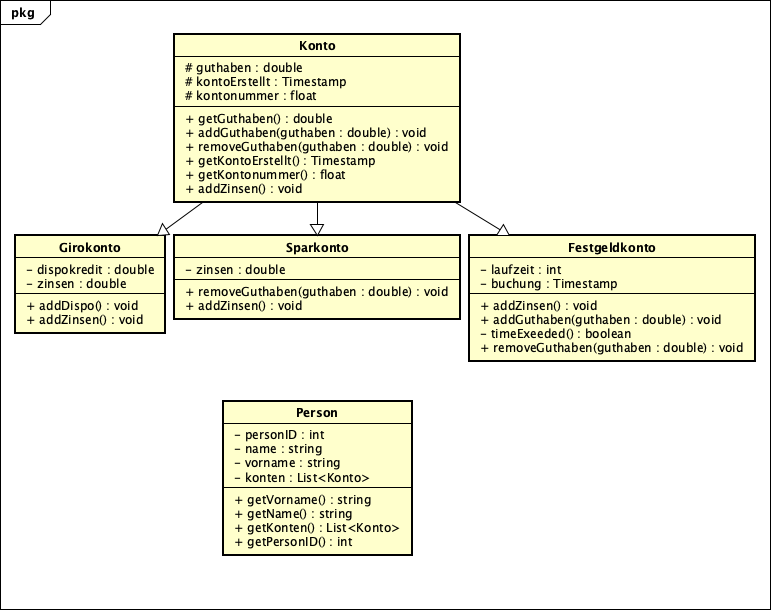 pkg
Konto
# guthaben : double
# kontoErstellt : Timestamp
# kontonummer : float
+ getGuthaben() : double
+ addGuthaben(guthaben : double) : void
+ removeGuthaben(guthaben : double) : void
+ getKontoErstellt() : Timestamp
+ getKontonummer() : float
+ addZinsen() : void
Girokonto
- dispokredit : double
- zinsen : double
+ addDispo() : void
+ addZinsen() : void
Sparkonto
- zinsen : double
+ removeGuthaben(guthaben : double) : void
+ addZinsen() : void
Festgeldkonto
- laufzeit : int
- buchung : Timestamp
+ addZinsen() : void
+ addGuthaben(guthaben : double) : void
- timeExeeded() : boolean
+ removeGuthaben(guthaben : double) : void
Person
- personID : int
- name : string
- vorname : string
- konten : List<Konto>
+ getVorname() : string
+ getName() : string
+ getKonten() : List<Konto>
+ getPersonID() : int